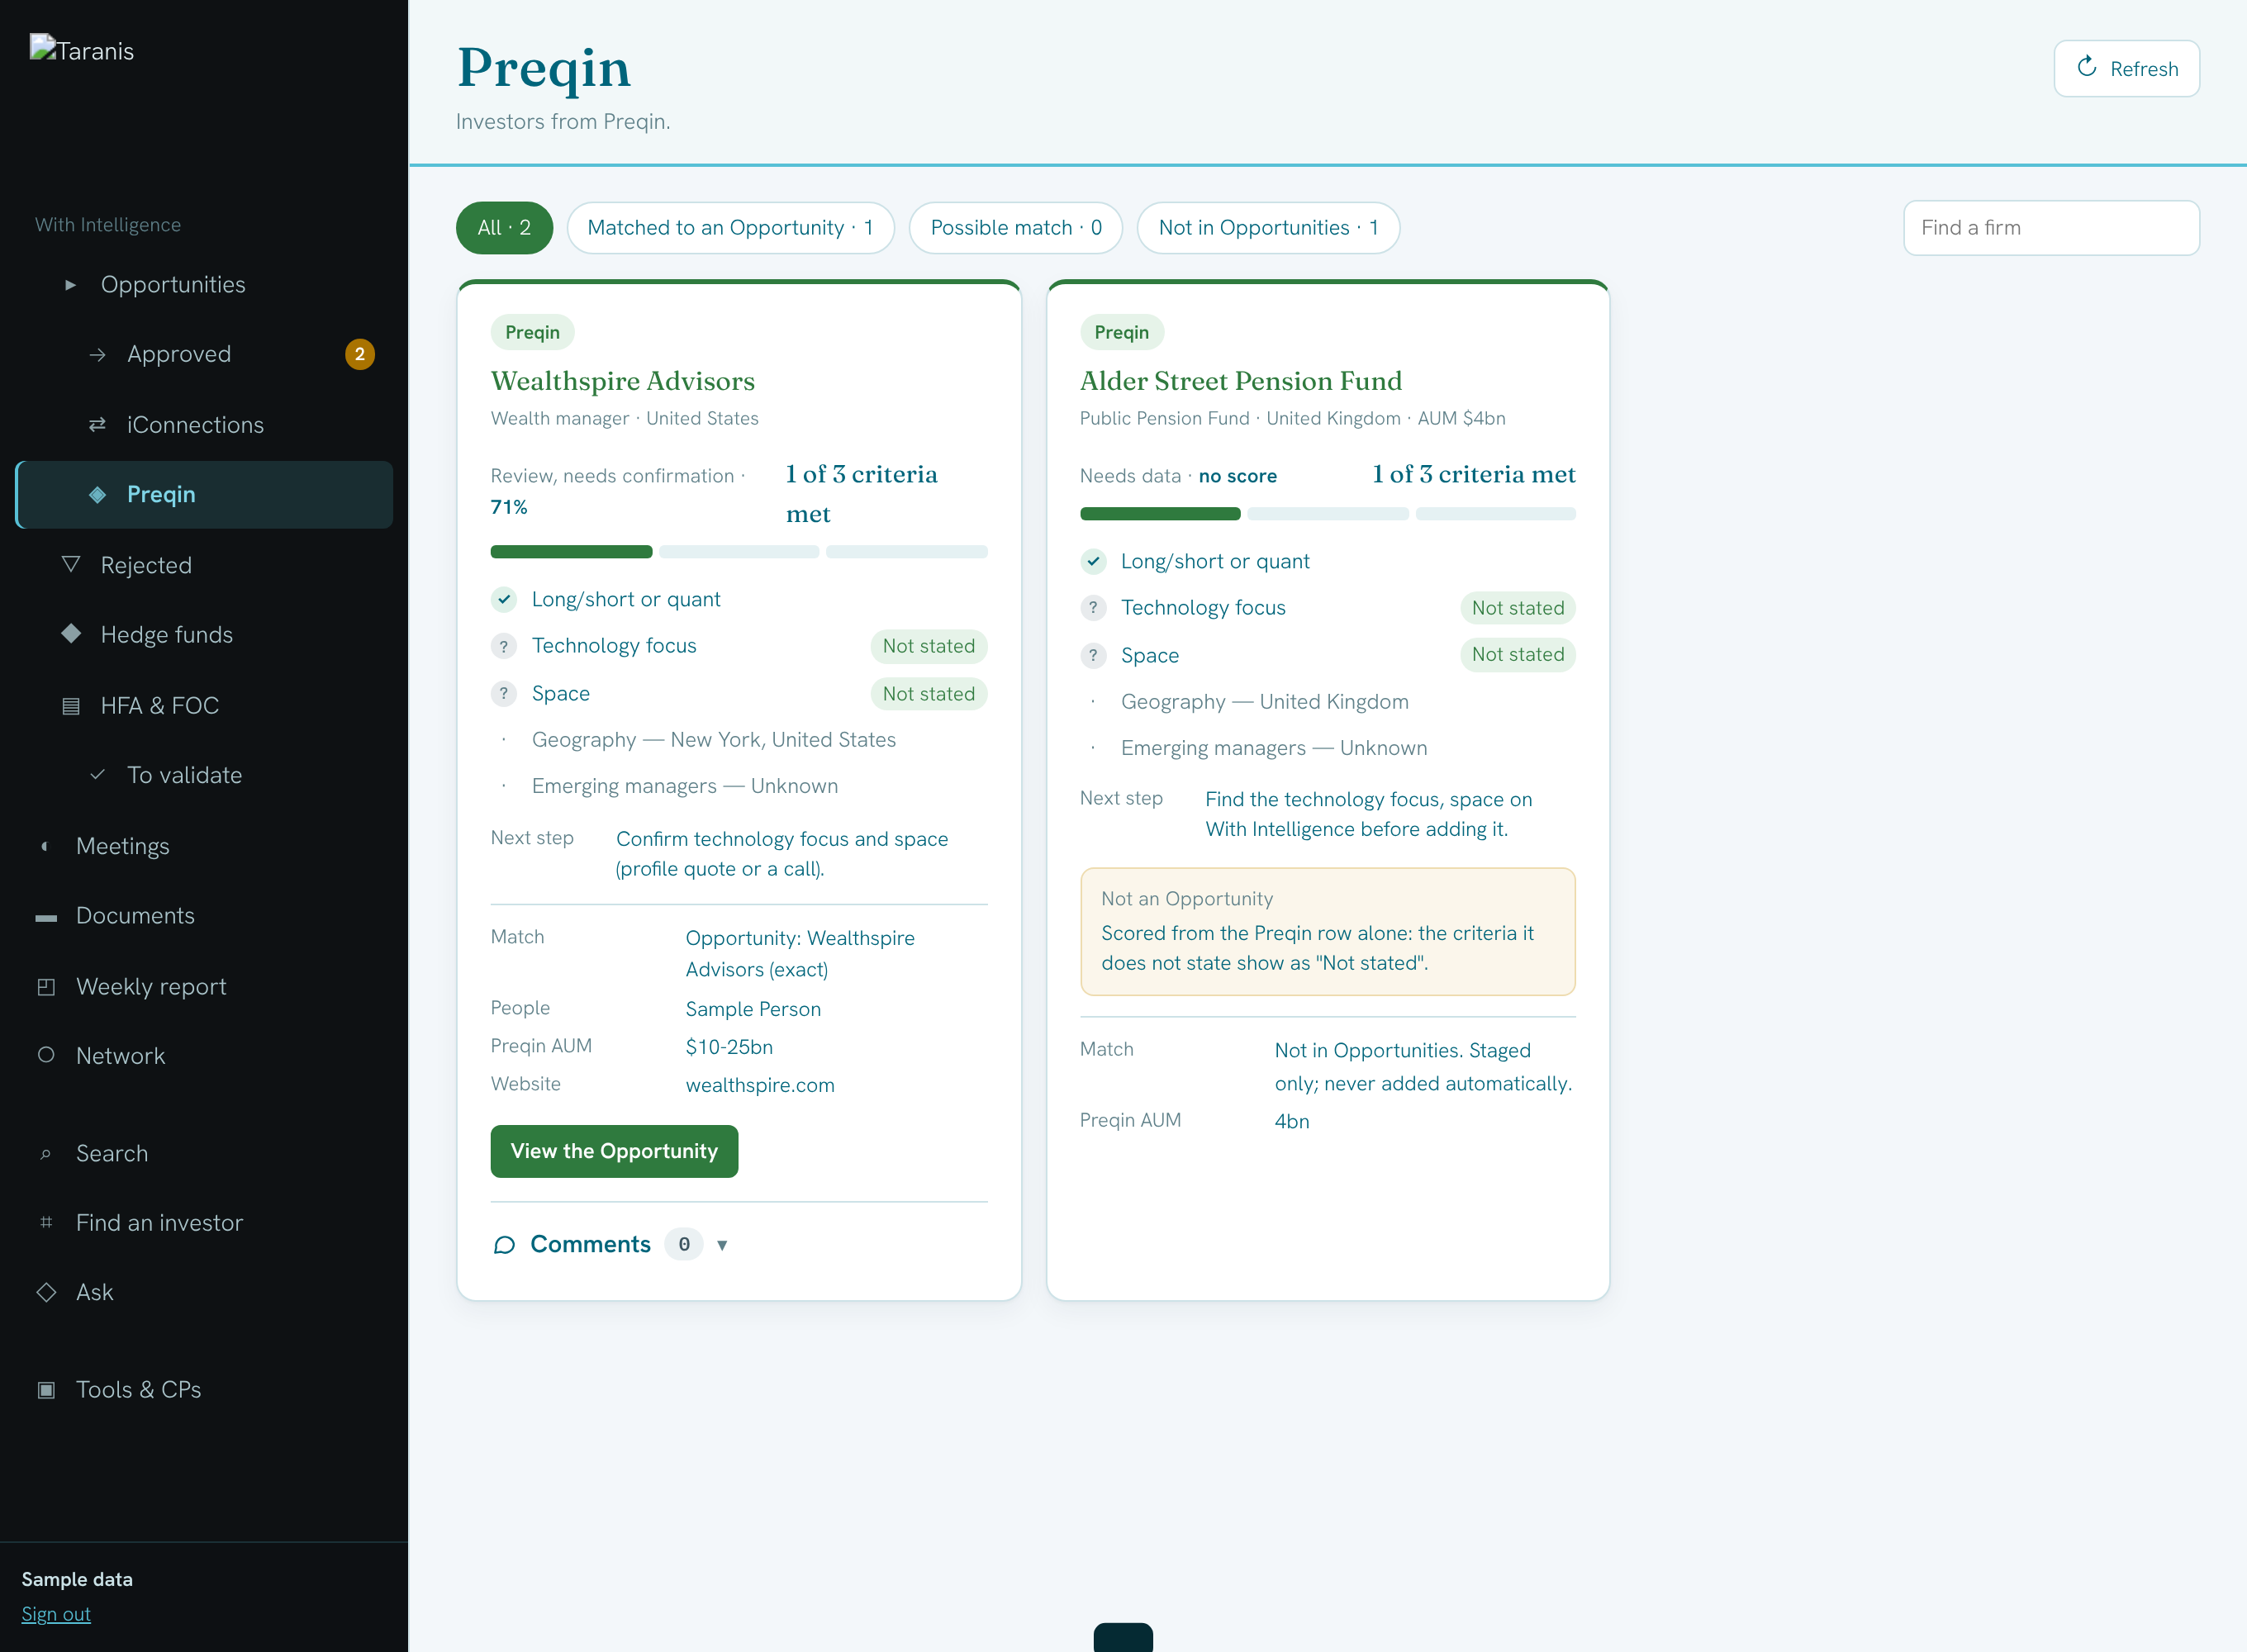 Taranis
With Intelligence
Opportunities
Approved 2
iConnections
Preqin
Rejected
Hedge funds
HFA & FOC
To validate
Meetings
Documents
Weekly report
Network
Search
Find an investor
Ask
Tools & CPs
Sample data
Sign out
Preqin
Investors from Preqin.
Refresh
All · 2
Matched to an Opportunity · 1
Possible match · 0
Not in Opportunities · 1
Find a firm
Preqin
Wealthspire Advisors
Wealth manager · United States
Review, needs confirmation ·
71%
1 of 3 criteria
met
Long/short or quant
? Technology focus Not stated
? Space Not stated
· Geography — New York, United States
· Emerging managers — Unknown
Next step Confirm technology focus and space
(profile quote or a call).
Match Opportunity: Wealthspire
Advisors (exact)
People Sample Person
Preqin AUM $10-25bn
Website wealthspire.com
View the Opportunity
Comments 0
Preqin
Alder Street Pension Fund
Public Pension Fund · United Kingdom · AUM $4bn
Needs data · no score 1 of 3 criteria met
Long/short or quant
? Technology focus Not stated
? Space Not stated
· Geography — United Kingdom
· Emerging managers — Unknown
Next step Find the technology focus, space on
With Intelligence before adding it.
Not an Opportunity
Scored from the Preqin row alone: the criteria it
does not state show as "Not stated".
Match Not in Opportunities. Staged
only; never added automatically.
Preqin AUM 4bn